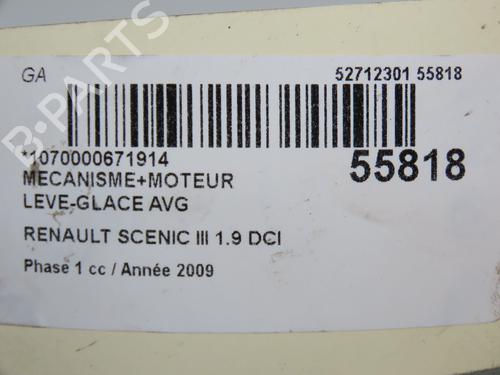 GA
52712301 55818
*1070000671914
55818
MECANISME+MOTEUR
LEVE-GLACE AVG
RENAULT SCENIC III 1.9 DCI
Phase 1 cc / Année 2009
B-PARTS